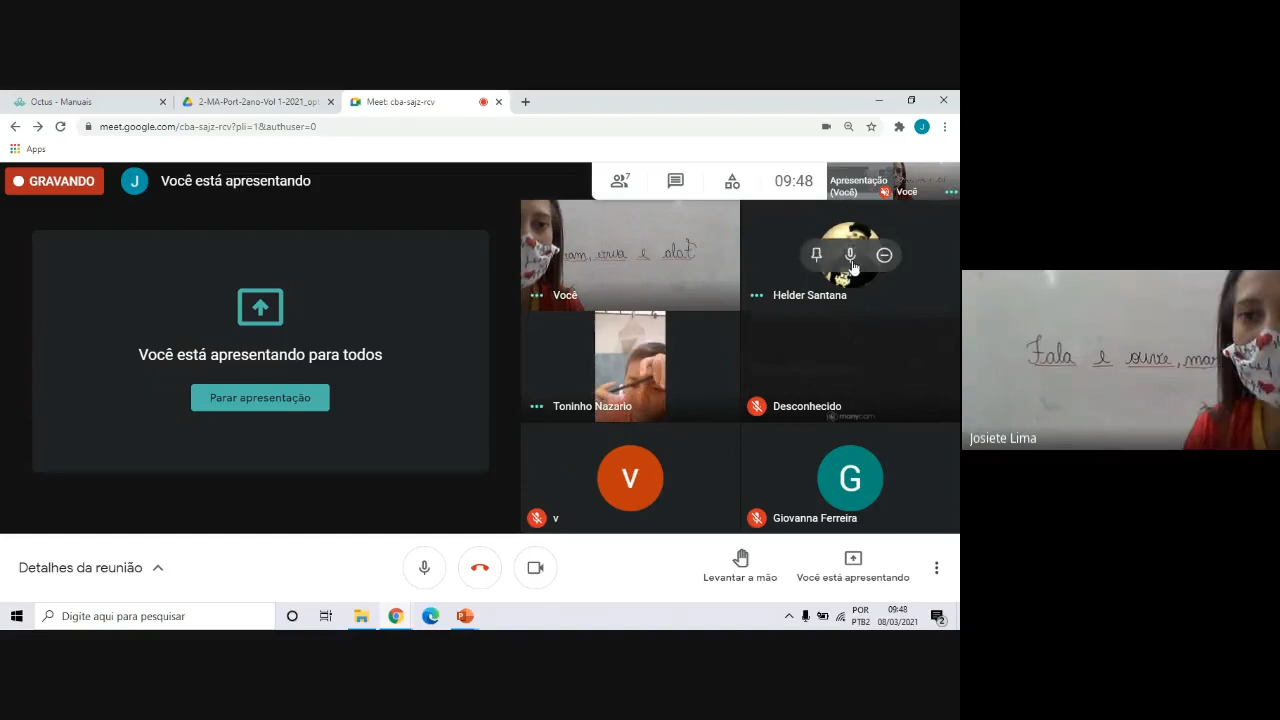 Octus - Manuais
2-MA-Port-2ano-Vol 1-2021_opt
Meet: cba-sajz-rcv
meet.google.com/cba-sajz-rcv?pli=1&authuser=0
J
Apps
GRAVANDO
J
Você está apresentando
7
09:48
Apresentação
(Você)
Você
Você está apresentando para todos
Parar apresentação
e
Você
Helder Santana
Toninho Nazario
Desconhecido
manycam
V
v
G
Giovanna Ferreira
Fala e ouve, mar
Josiete Lima
Detalhes da reunião
Levantar a mão
Você está apresentando
Digite aqui para pesquisar
POR
PTB2
09:48
08/03/2021
2